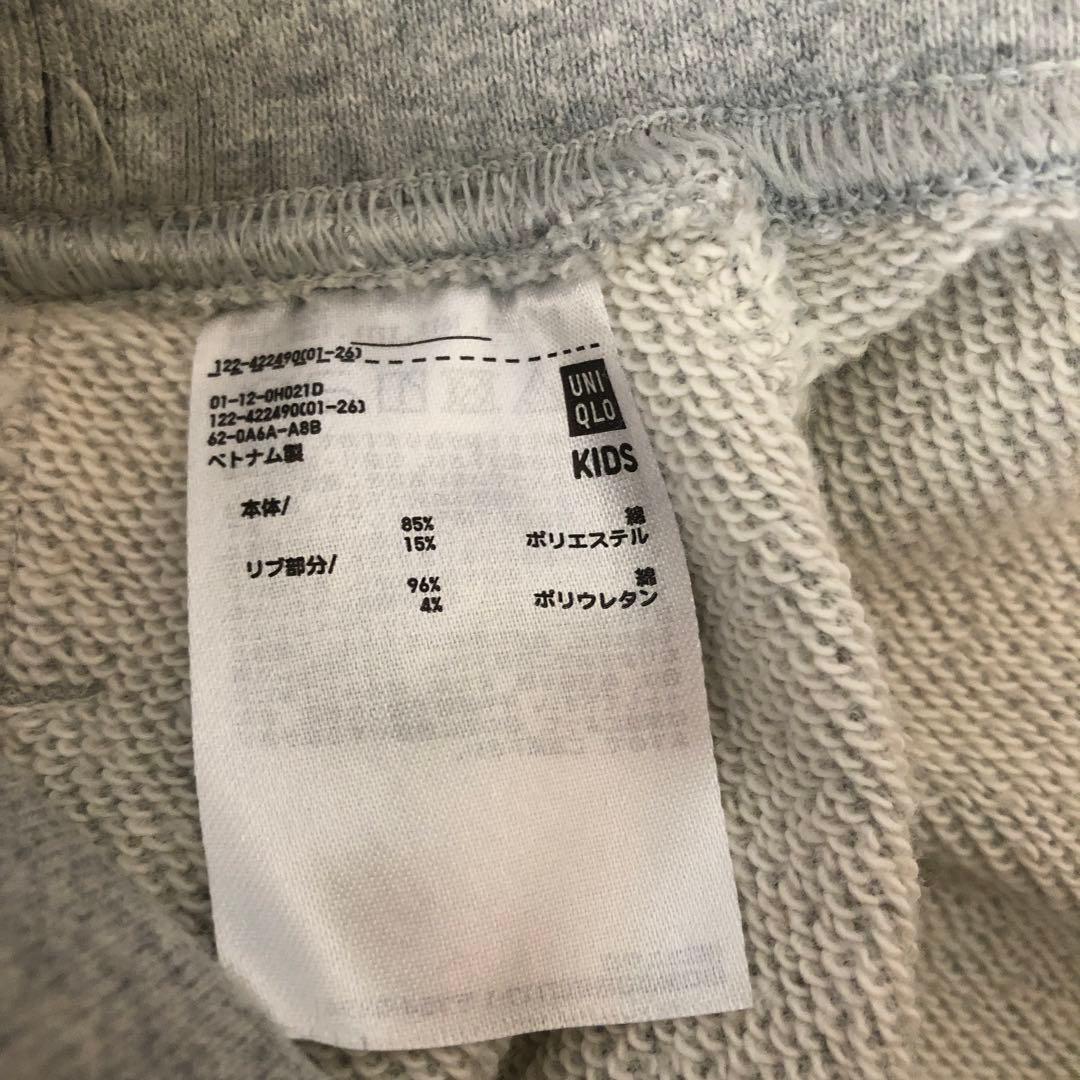 122-422490(01-26)
01-12-0H021D
122-422490(01-26)
62-0A6A-A8B
ベトナム製
UNI
QLO
KIDS
本体/
85% 綿
15% ポリエステル
リブ部分/
96% 綿
4% ポリウレタン